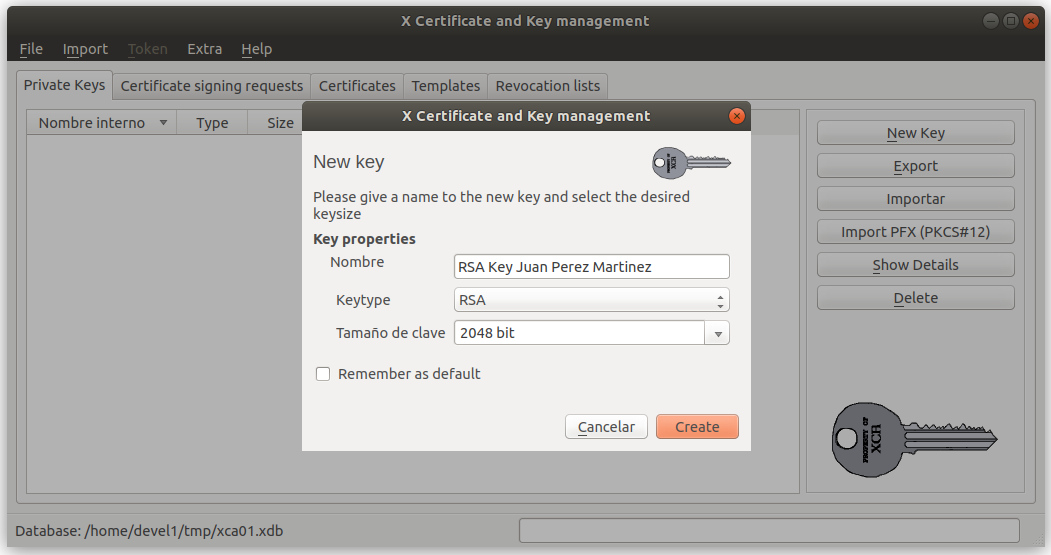 X Certificate and Key management
File Import Token Extra Help
Private Keys Certificate signing requests Certificates Templates Revocation lists
Nombre interno Type Size
New Key
Export
Importar
Import PFX (PKCS#12)
Show Details
Delete
PROPERTY OF
XCA
X Certificate and Key management
New key
PROPERTY OF
XCA
Please give a name to the new key and select the desired
keysize
Key properties
Nombre RSA Key Juan Perez Martinez
Keytype RSA
Tamaño de clave 2048 bit
Remember as default
Cancelar Create
Database: /home/devel1/tmp/xca01.xdb